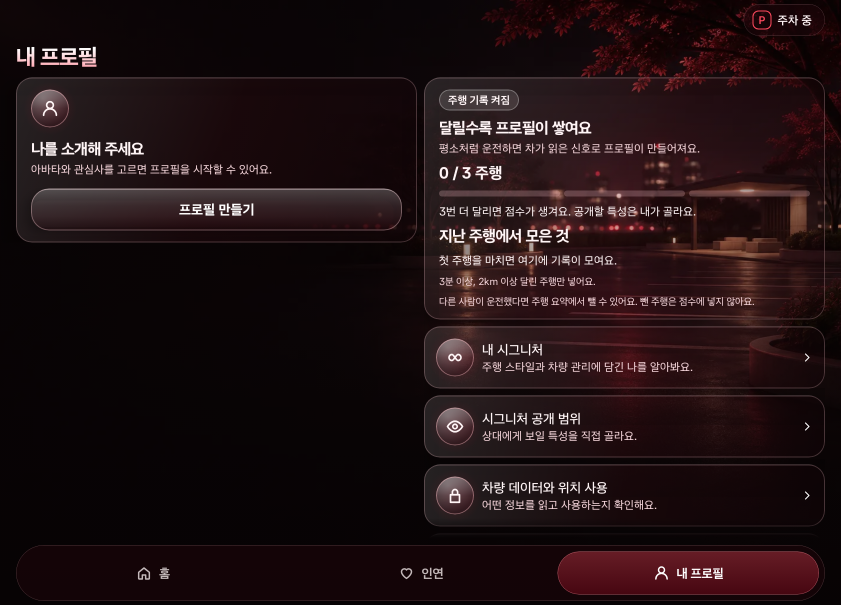 P 주차 중
내 프로필
나를 소개해 주세요
아바타와 관심사를 고르면 프로필을 시작할 수 있어요.
프로필 만들기
주행 기록 켜짐
달릴수록 프로필이 쌓여요
평소처럼 운전하면 차가 읽은 신호로 프로필이 만들어져요.
0 / 3 주행
3번 더 달리면 점수가 생겨요. 공개할 특성은 내가 골라요.
지난 주행에서 모은 것
첫 주행을 마치면 여기에 기록이 모여요.
3분 이상, 2km 이상 달린 주행만 넣어요.
다른 사람이 운전했다면 주행 요약에서 뺄 수 있어요. 뺀 주행은 점수에 넣지 않아요.
내 시그니처
주행 스타일과 차량 관리에 담긴 나를 알아봐요.
시그니처 공개 범위
상대에게 보일 특성을 직접 골라요.
차량 데이터와 위치 사용
어떤 정보를 읽고 사용하는지 확인해요.
홈
인연
내 프로필